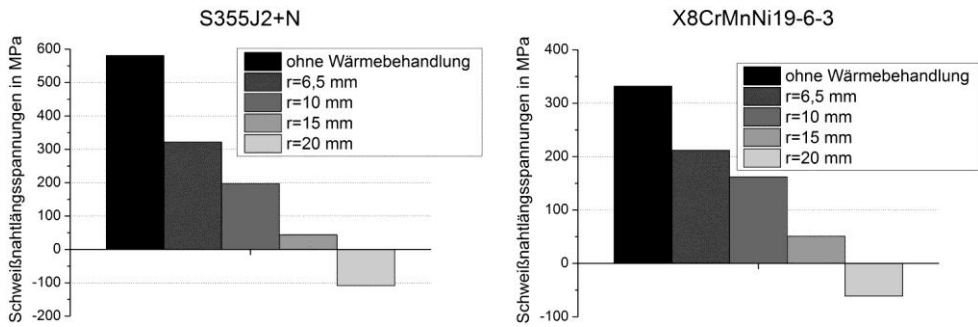 S355J2+N
Schweißnahtlängsspannungen in MPa
600
500
400
300
200
100
0
-100
-200
ohne Wärmebehandlung
r=6,5 mm
r=10 mm
r=15 mm
r=20 mm
X8CrMnNi19-6-3
Schweißnahtlängsspannungen in MPa
400
300
200
100
0
-100
ohne Wärmebehandlung
r=6,5 mm
r=10 mm
r=15 mm
r=20 mm